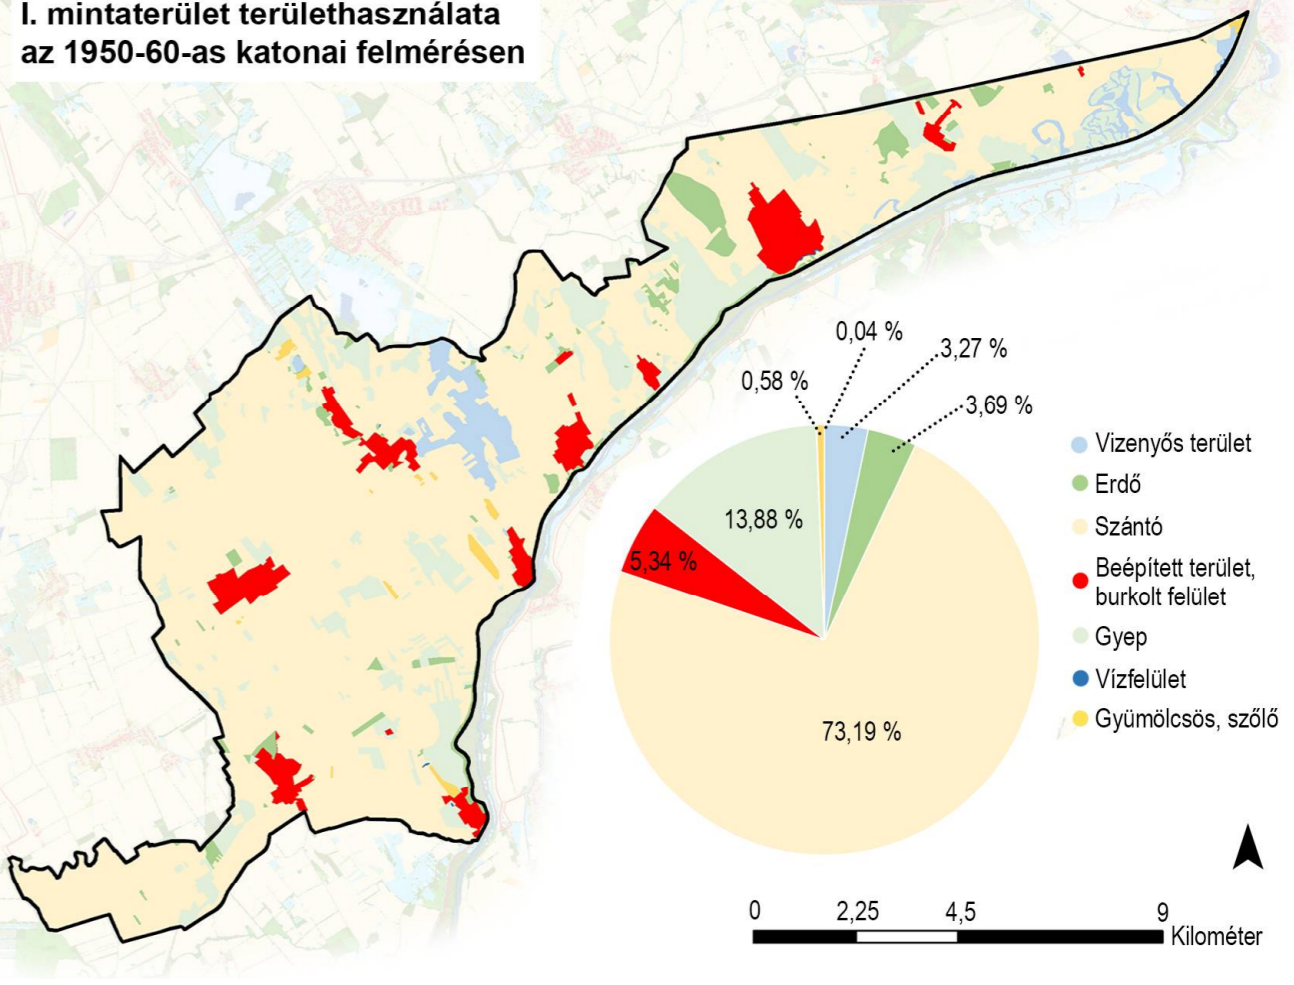 I. mintaterület területhasználata
az 1950-60-as katonai felmérésen
0,04 %
3,27 %
0,58 %
3,69 %
13,88 %
5,34 %
73,19 %
Vizenyős terület
Erdő
Szántó
Beépített terület,
burkolt felület
Gyep
Vízfelület
Gyümölcsös, szőlő
0 2,25 4,5 9
Kilométer